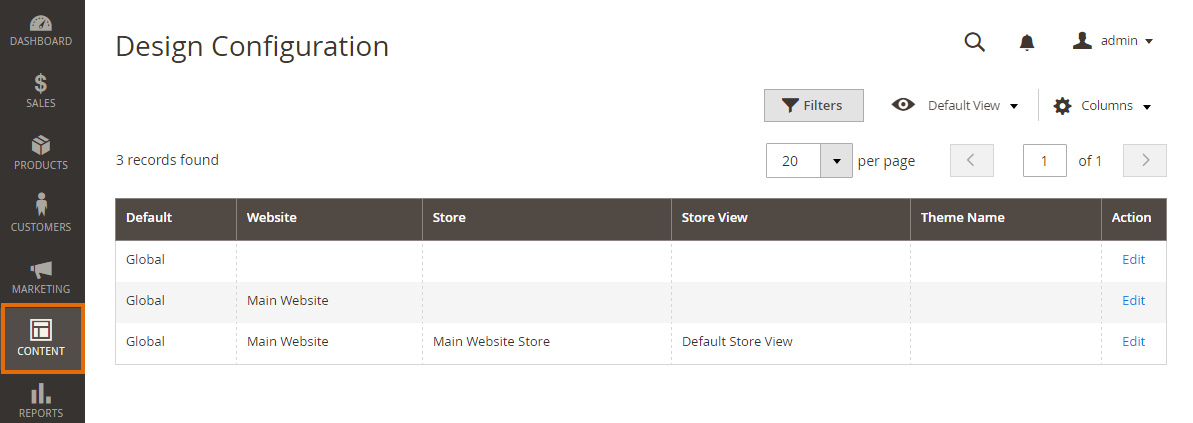 DASHBOARD
SALES
PRODUCTS
CUSTOMERS
MARKETING
CONTENT
REPORTS
Design Configuration
admin
Filters
Default View
Columns
3 records found
20 per page
1 of 1
Default Website Store Store View Theme Name Action
Global Edit
Global Main Website Edit
Global Main Website Main Website Store Default Store View Edit